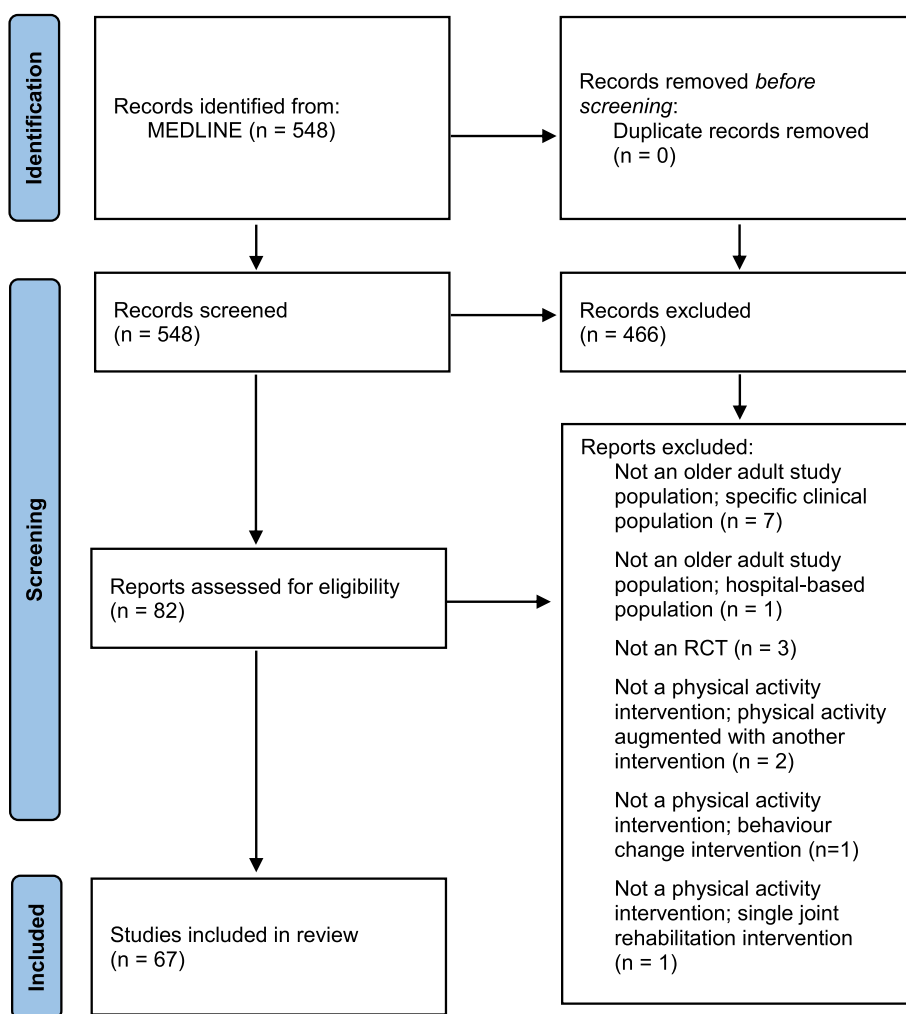 Identification
Records identified from:
MEDLINE (n = 548)
Records removed before
screening:
Duplicate records removed
(n = 0)
Screening
Records screened
(n = 548)
Records excluded
(n = 466)
Reports assessed for eligibility
(n = 82)
Reports excluded:
Not an older adult study
population; specific clinical
population (n = 7)
Not an older adult study
population; hospital-based
population (n = 1)
Not an RCT (n = 3)
Not a physical activity
intervention; physical activity
augmented with another
intervention (n = 2)
Not a physical activity
intervention; behaviour
change intervention (n=1)
Not a physical activity
intervention; single joint
rehabilitation intervention
(n = 1)
Included
Studies included in review
(n = 67)